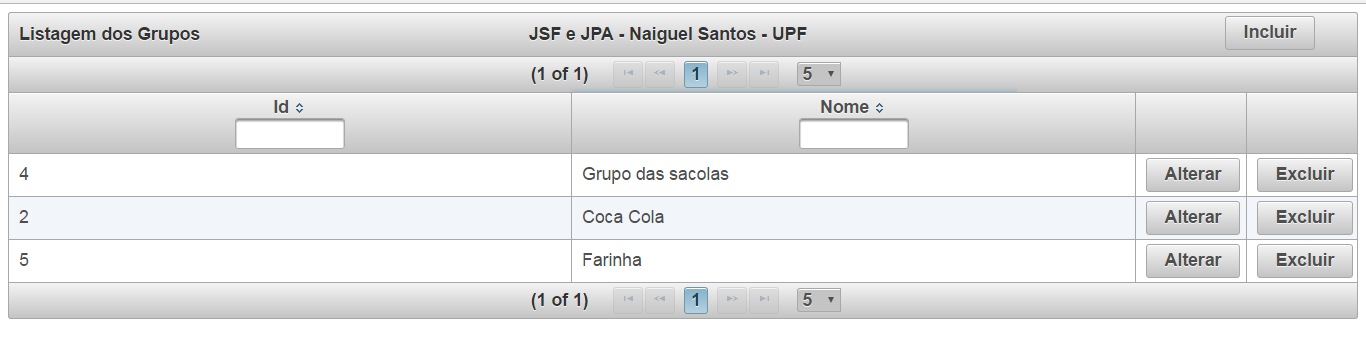 Listagem dos Grupos JSF e JPA - Naiguel Santos - UPF Incluir
(1 of 1) 1 5
Id Nome
4 Grupo das sacolas Alterar Excluir
2 Coca Cola Alterar Excluir
5 Farinha Alterar Excluir
(1 of 1) 1 5